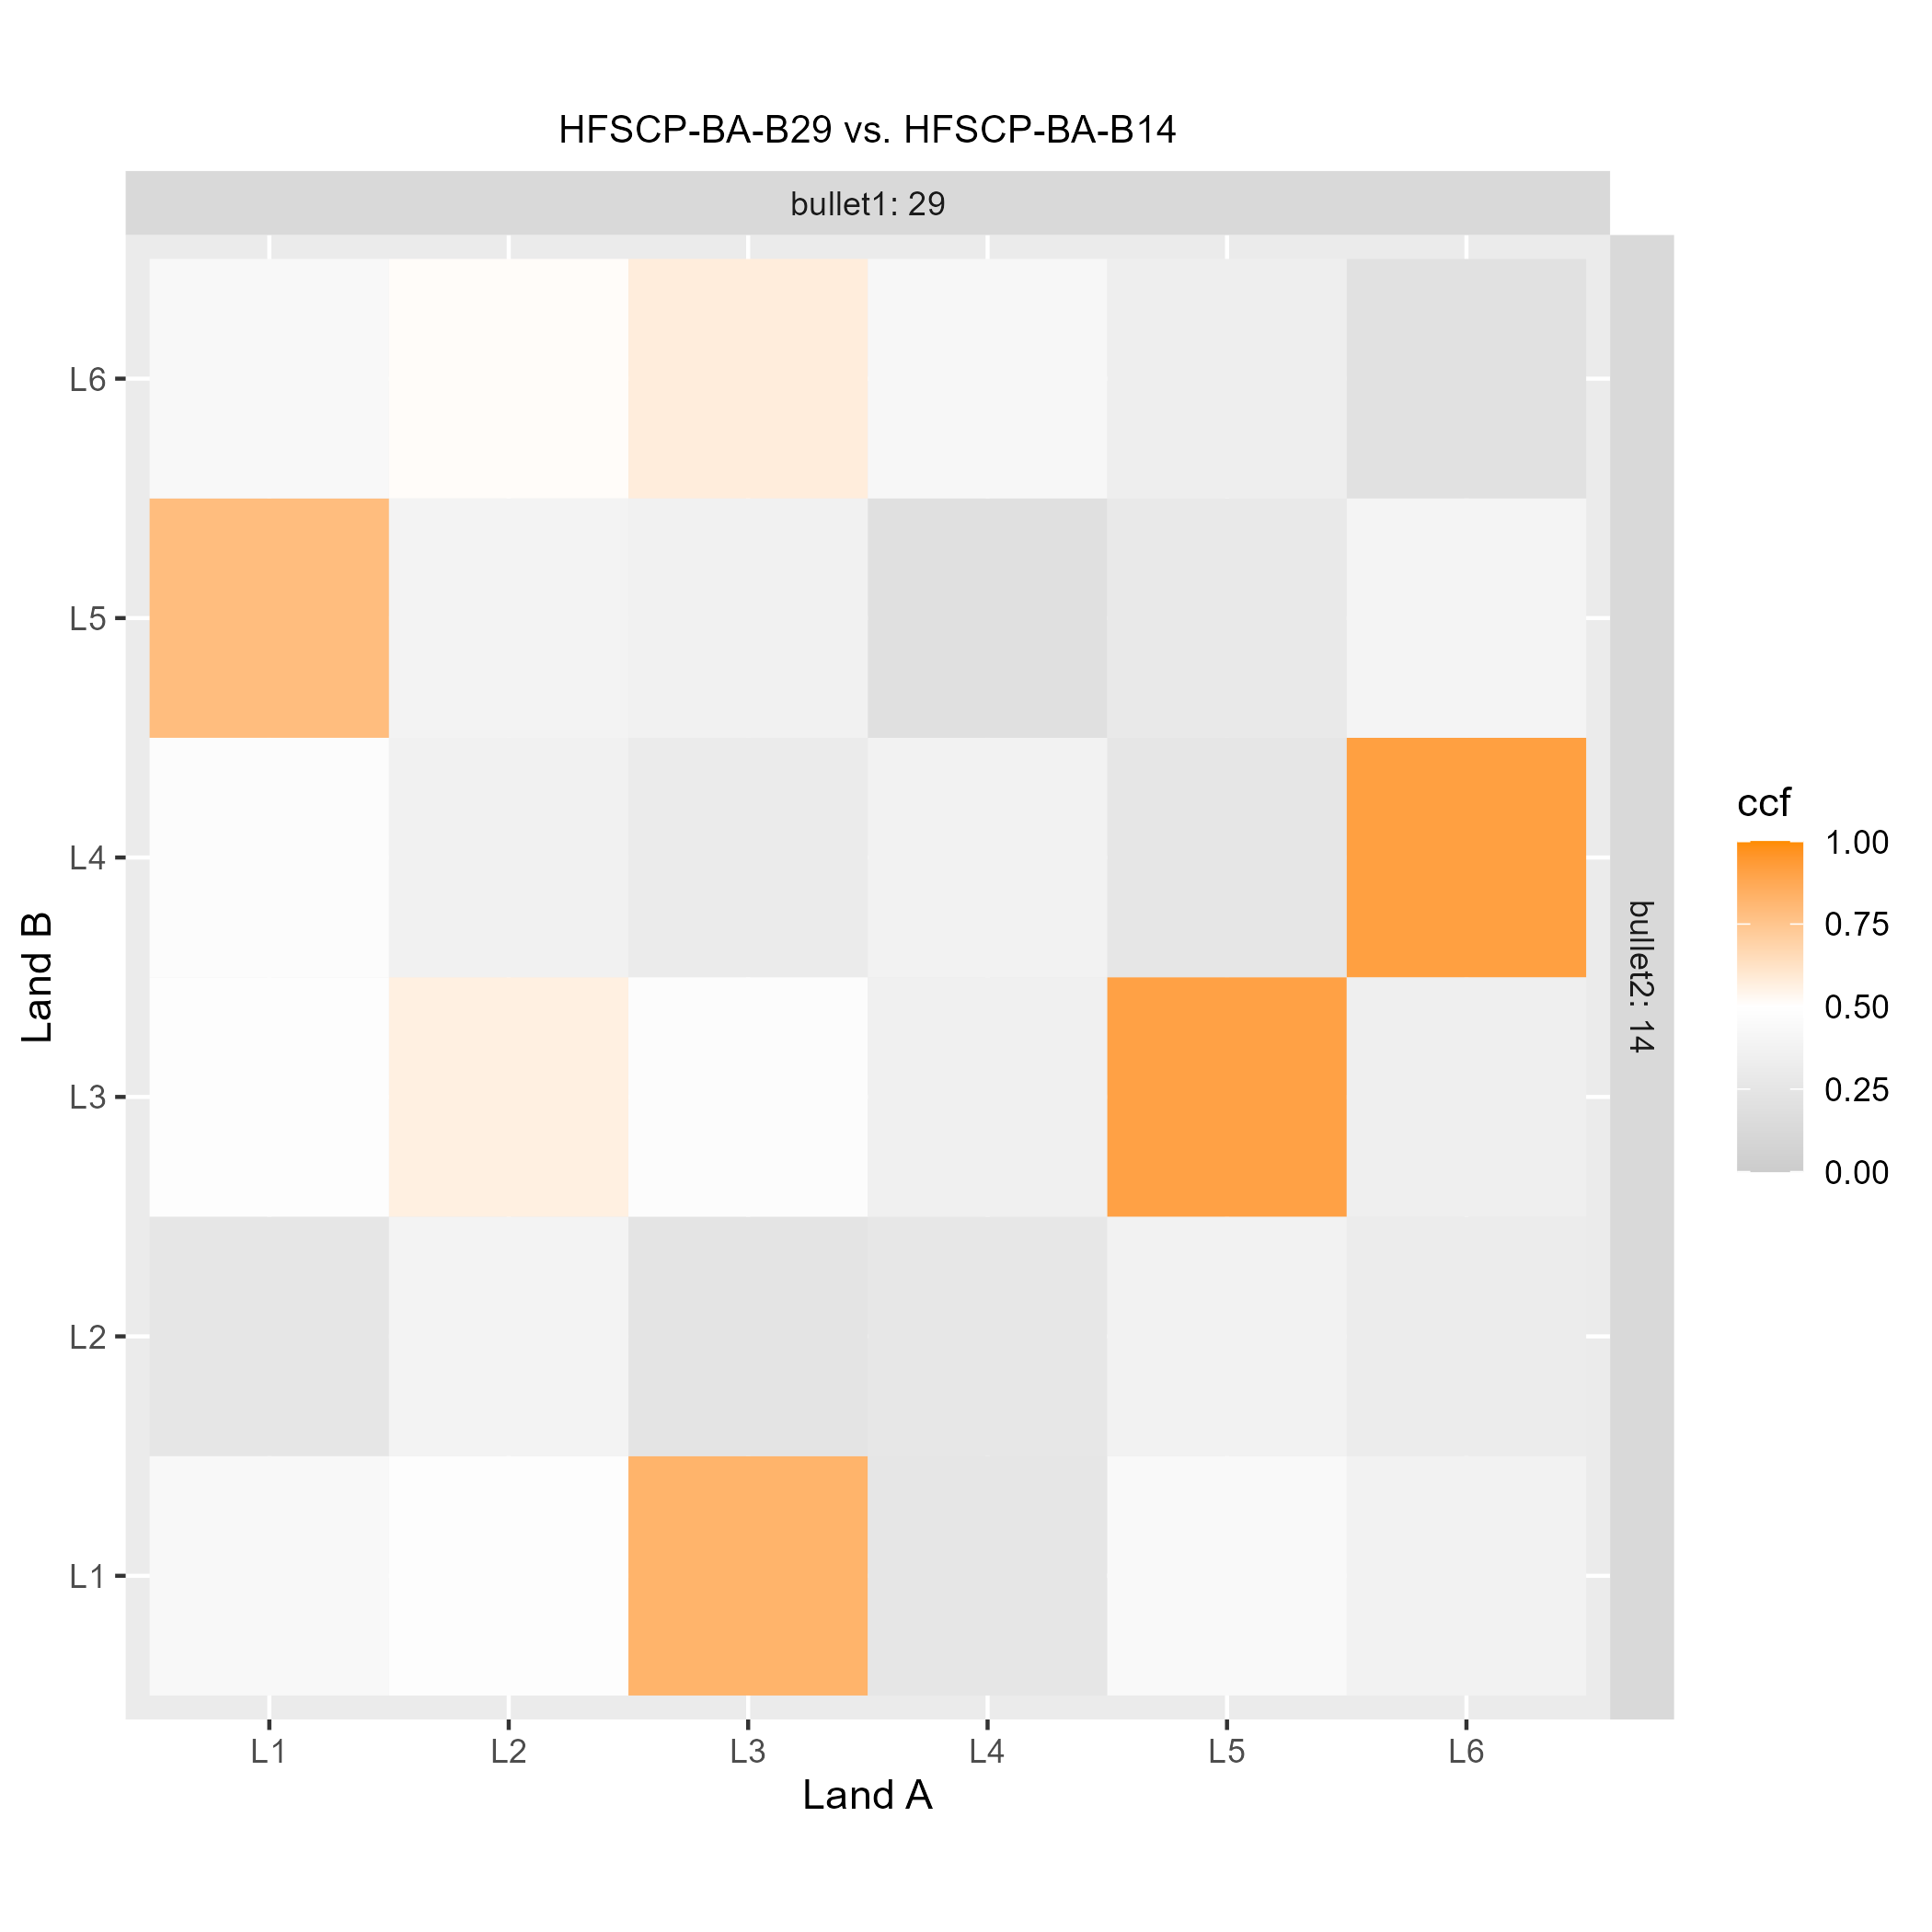 HFSCP-BA-B29 vs. HFSCP-BA-B14
bullet1: 29
L6
L5
L4
L3
L2
L1
Land B
bullet2: 14
L1 L2 L3 L4 L5 L6
Land A
ccf
1.00
0.75
0.50
0.25
0.00